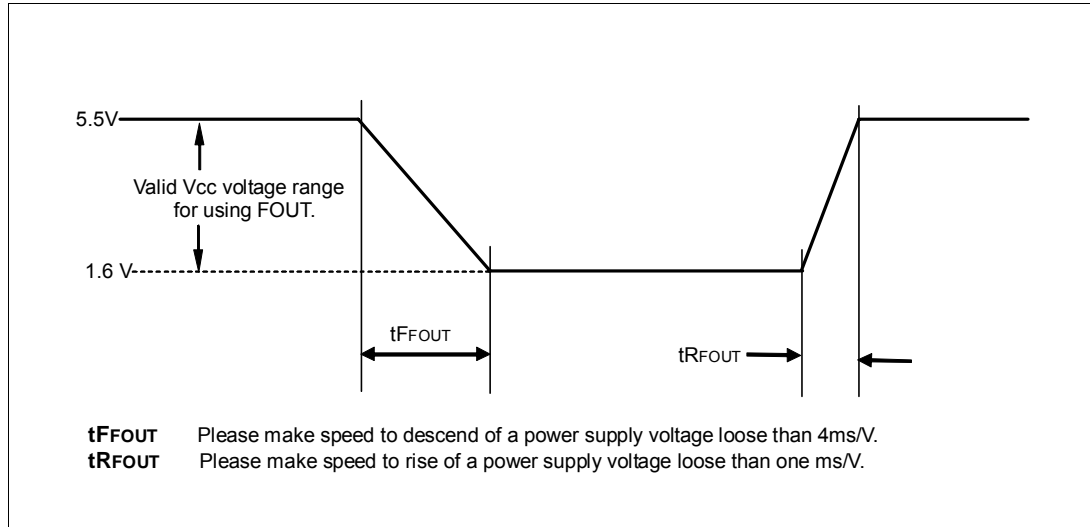 5.5V
Valid Vcc voltage range
for using FOUT.
1.6 V
tFFOUT
tRFOUT
tFFOUT Please make speed to descend of a power supply voltage loose than 4ms/V.
tRFOUT Please make speed to rise of a power supply voltage loose than one ms/V.